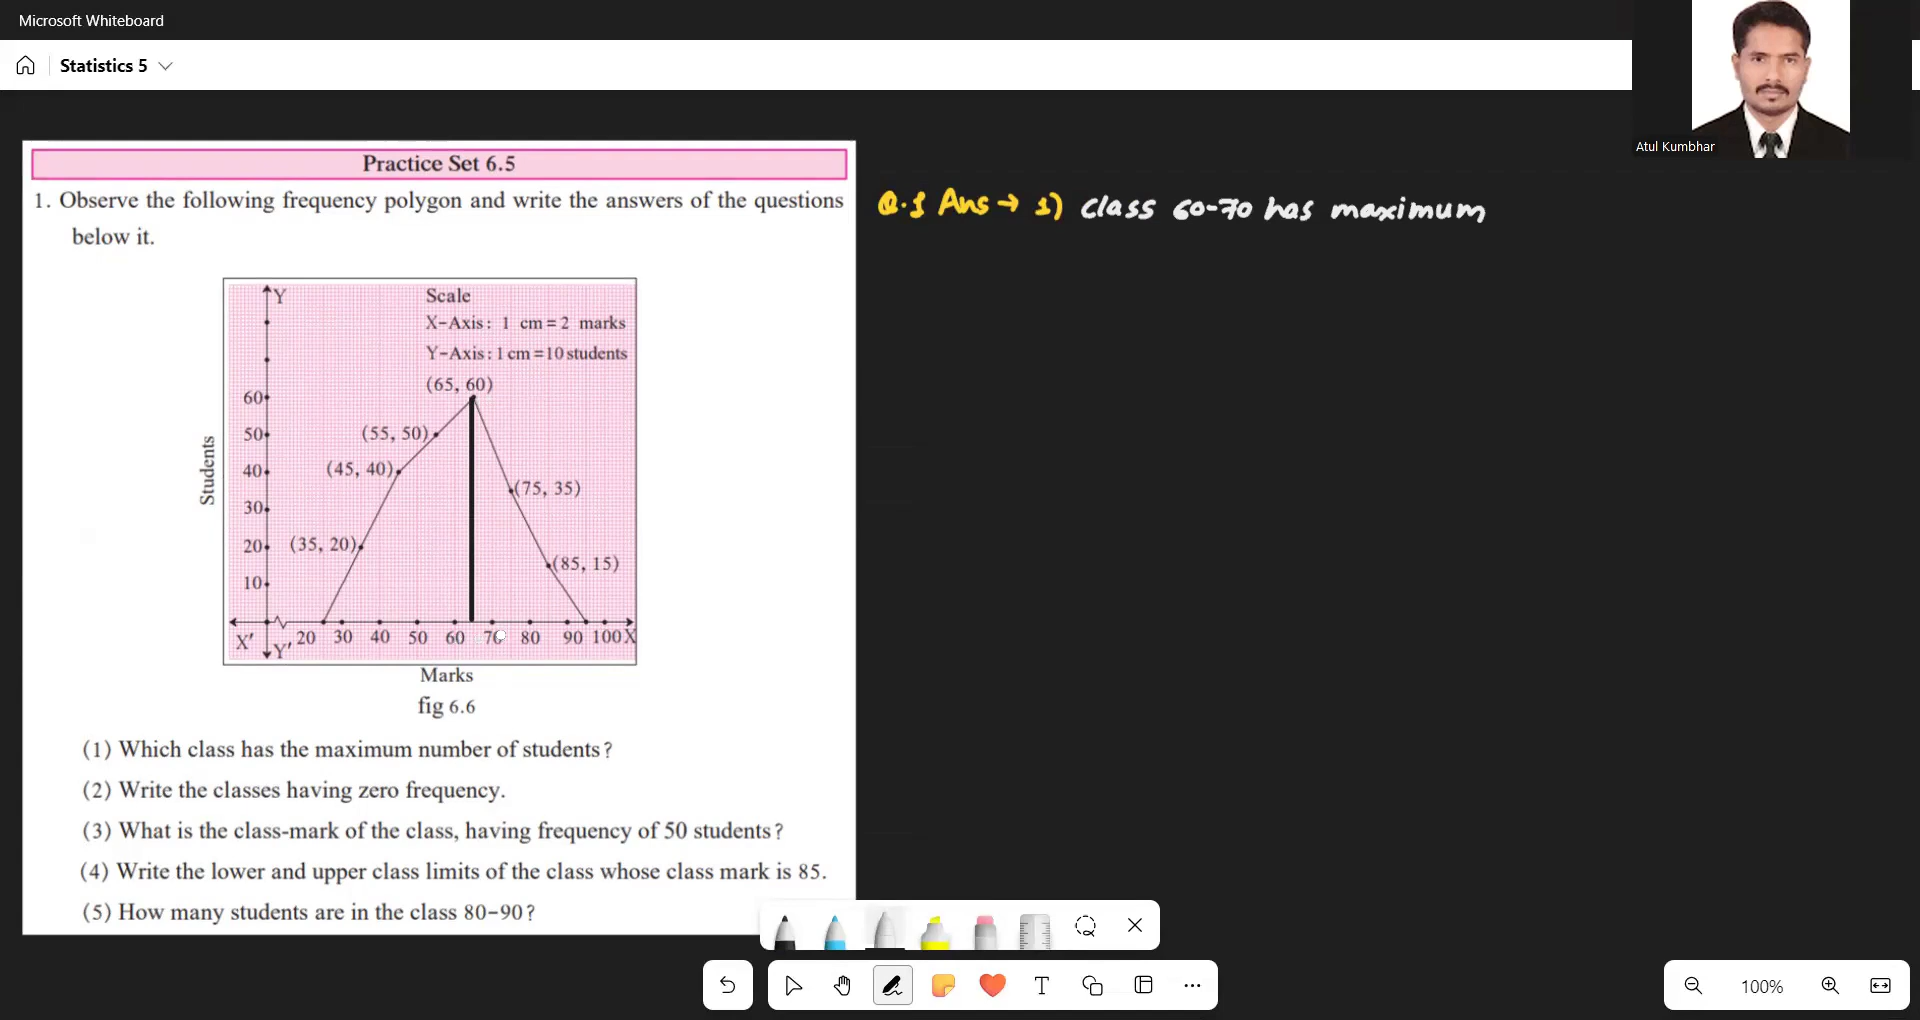 Microsoft Whiteboard
Statistics 5
Atul Kumbhar
Practice Set 6.5
1. Observe the following frequency polygon and write the answers of the questions
below it.
Y
Scale
X-Axis: 1 cm = 2 marks
Y-Axis: 1 cm = 10 students
(65, 60)
60
(55, 50)
50
(45, 40)
40
(75, 35)
30
(35, 20)
20
(85, 15)
10
Students
X' Y' 20 30 40 50 60 70 80 90 100 X
Marks
fig 6.6
(1) Which class has the maximum number of students?
(2) Write the classes having zero frequency.
(3) What is the class-mark of the class, having frequency of 50 students?
(4) Write the lower and upper class limits of the class whose class mark is 85.
(5) How many students are in the class 80-90?
Q.1 Ans → 1) class 60-70 has maximum
100%